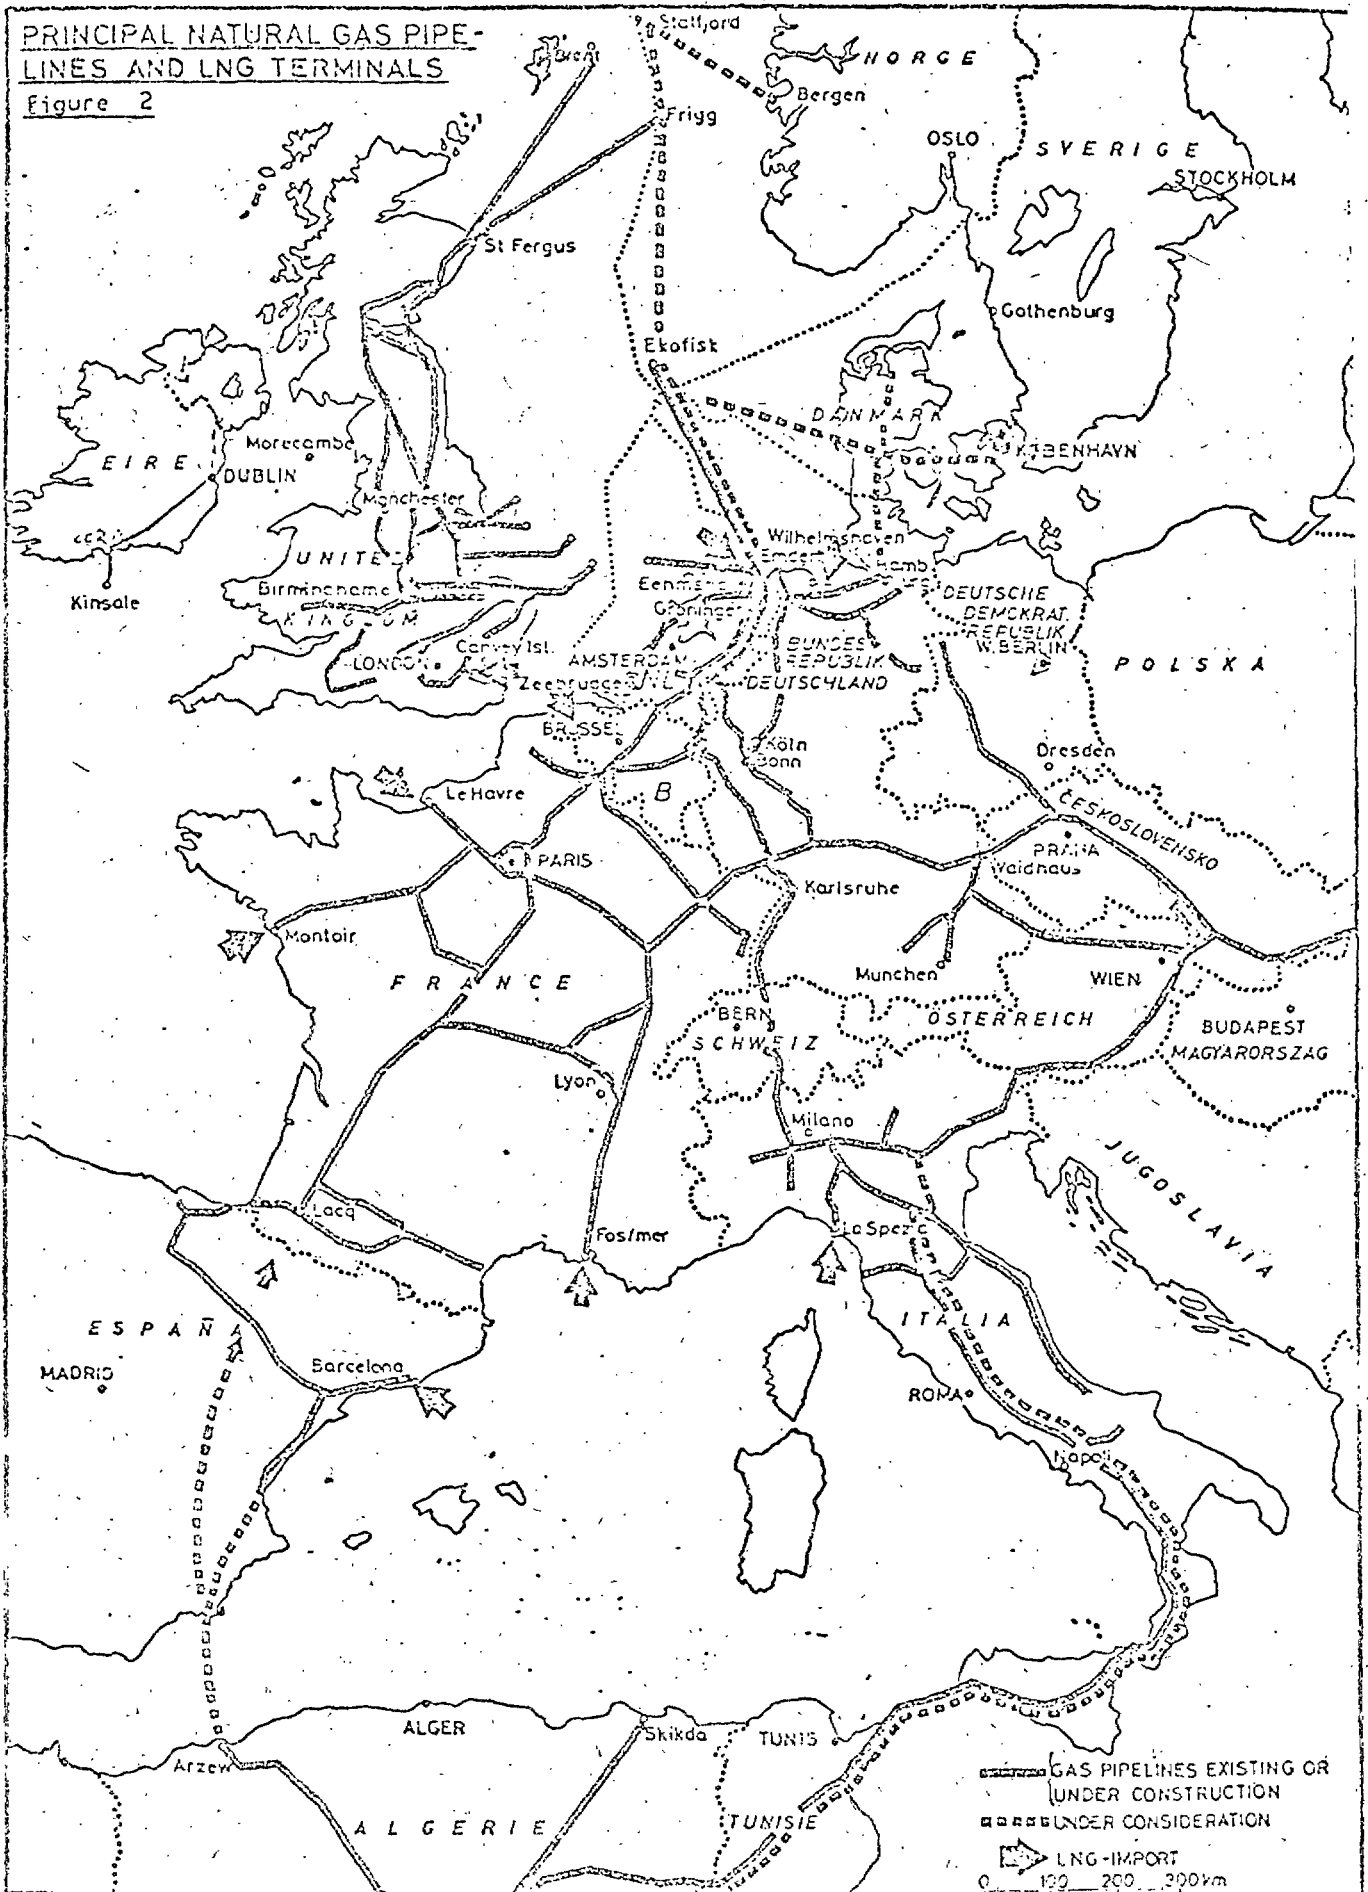 PRINCIPAL NATURAL GAS PIPE-
LINES AND LNG TERMINALS
Figure 2
Statfjord
Brent
NORGE
Bergen
Frigg
OSLO
SVERIGE
STOCKHOLM
St Fergus
Gothenburg
Ekofisk
DANMARK
KØBENHAVN
Morecambe
EIRE
DUBLIN
Manchester
Wilhelmshaven
Emden
UNITED
KINGDOM
Kinsale
Birmingham
Groningen
DEUTSCHE
DEMOKRAT.
REPUBLIK
W.BERLIN
BUNDES
REPUBLIK
DEUTSCHLAND
POLSKA
LONDON
Canvey Isl.
AMSTERDAM
Zeebrugge
BRUSSEL
Köln
Bonn
Dresden
Le Havre
B
ČESKOSLOVENSKO
PARIS
PRAHA
Waidhaus
Karlsruhe
Montoir
FRANCE
Munchen
WIEN
BERN
SCHWEIZ
ÖSTERREICH
BUDAPEST
MAGYARORSZAG
Lyon
Milano
JUGOSLAVIA
Lacq
Fos/mer
La Spezia
ESPAÑA
ITALIA
MADRID
Barcelona
ROMA
Napoli
ALGER
Skikda
TUNIS
Arzew
ALGERIE
TUNISIE
GAS PIPELINES EXISTING OR
UNDER CONSTRUCTION
UNDER CONSIDERATION
LNG-IMPORT
0 100 200 300km